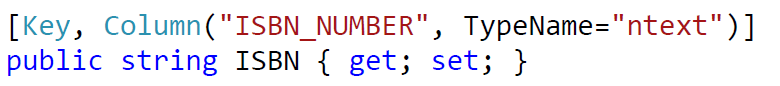 [Key, Column("ISBN_NUMBER", TypeName="ntext")]
public string ISBN { get; set; }